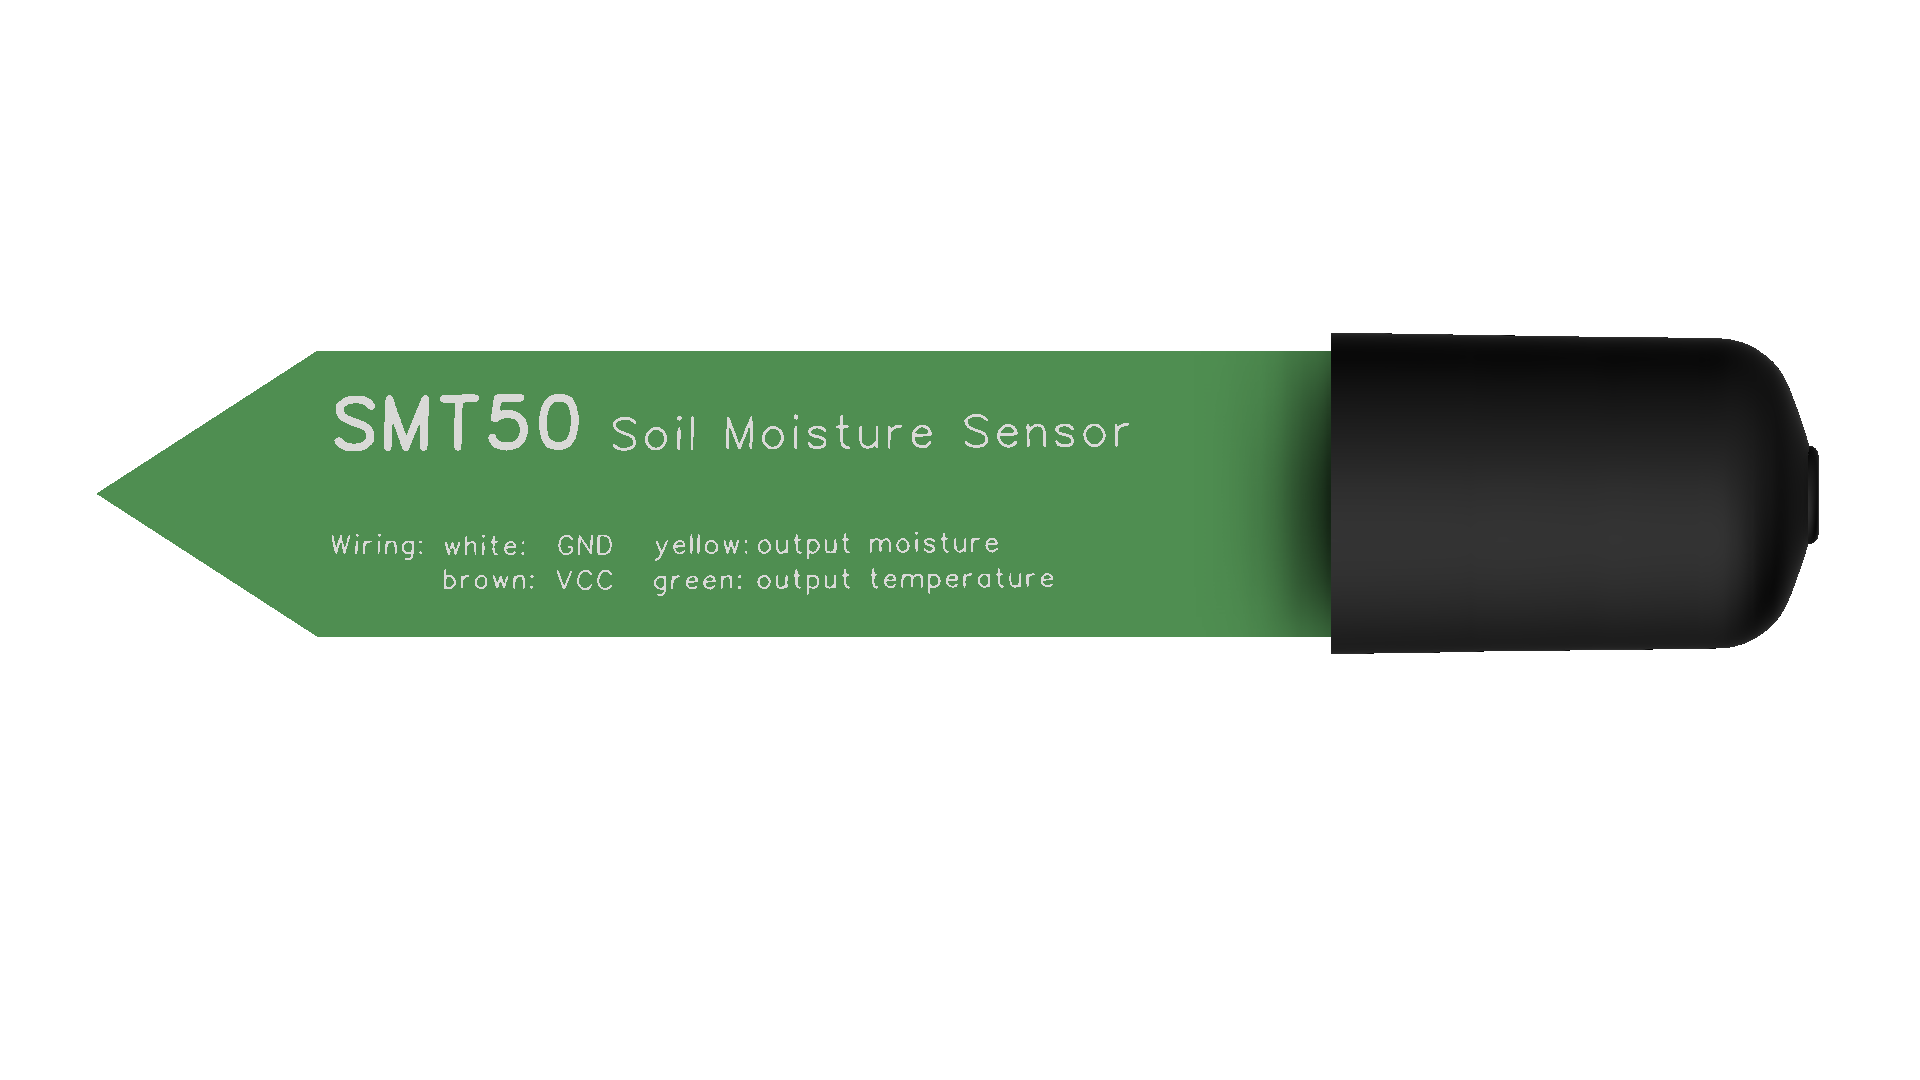 SMT50 Soil Moisture Sensor
Wiring: white: GND yellow: output moisture
brown: VCC green: output temperature